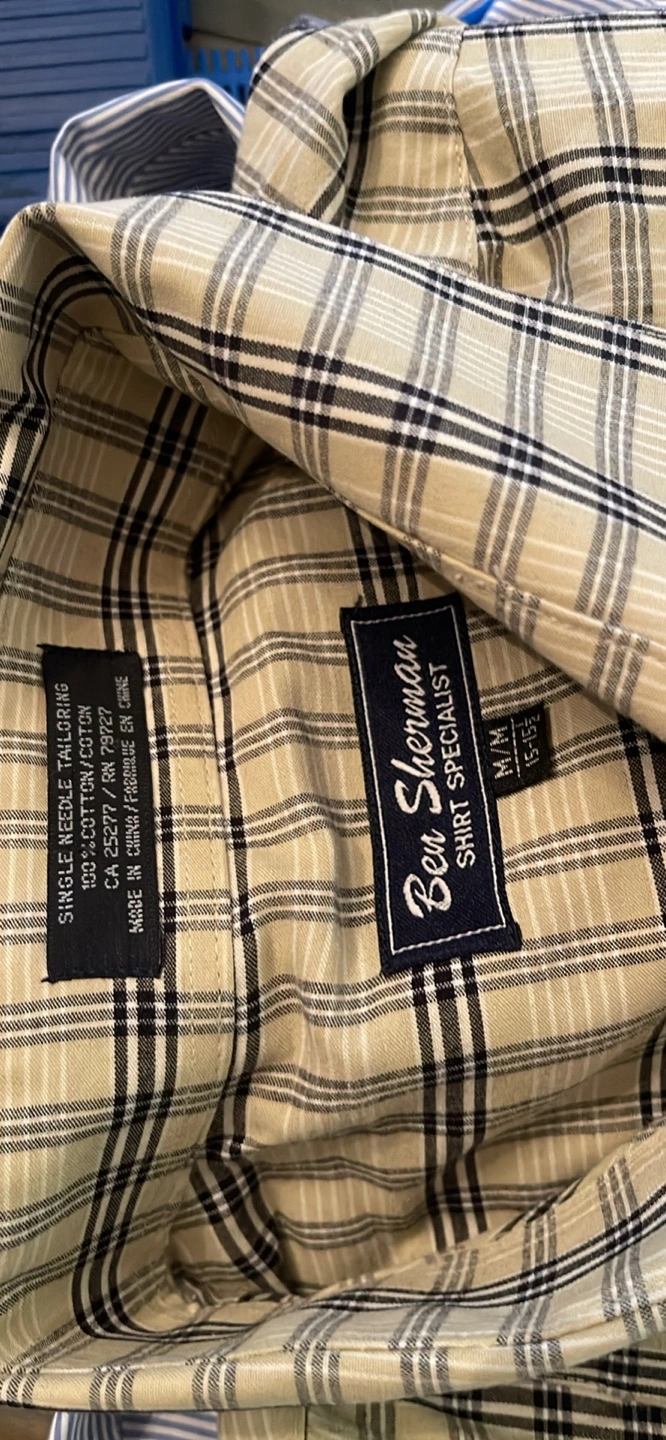 SINGLE NEEDLE TAILORING
100% COTTON/COTON
CA 25277 / RN 79727
MADE IN CHINA/FABRIQUE EN CHINE
Ben Sherman
SHIRT SPECIALIST
M/M
15-15½